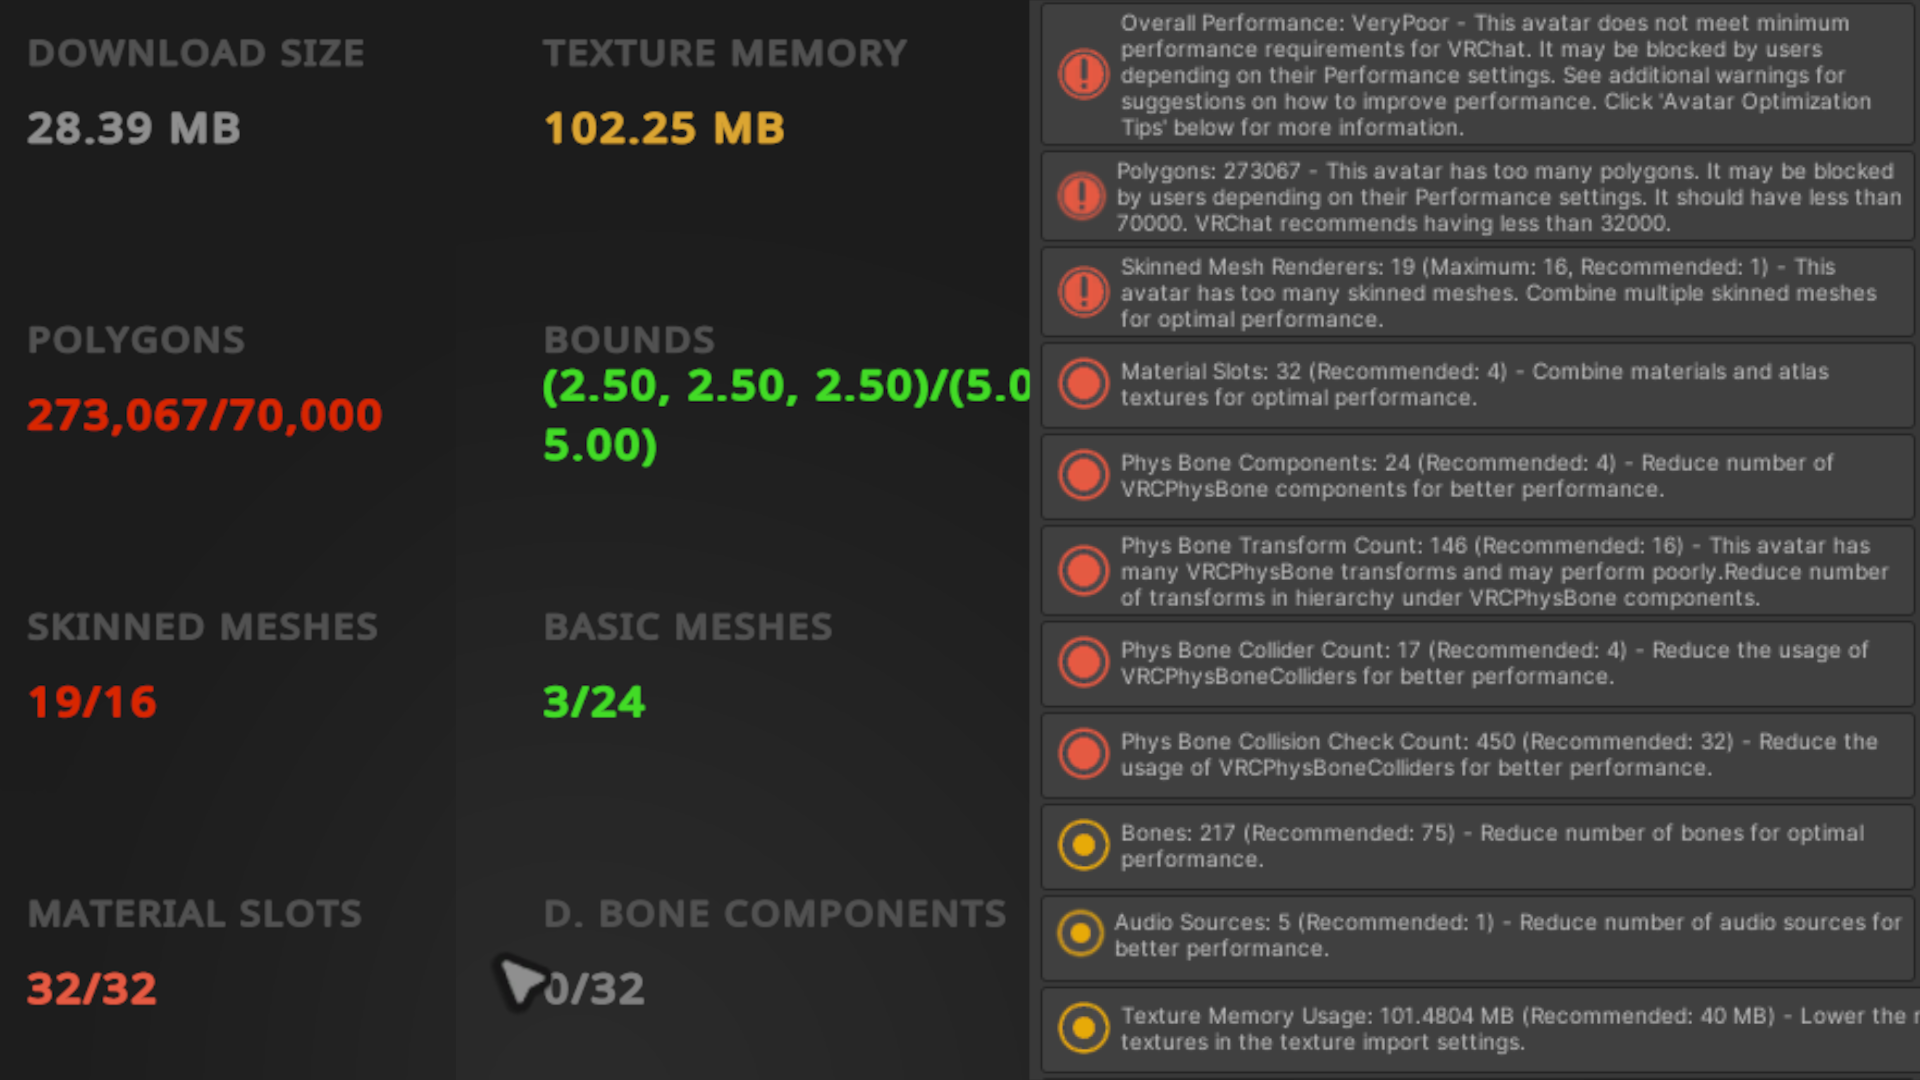 DOWNLOAD SIZE
28.39 MB
TEXTURE MEMORY
102.25 MB
POLYGONS
273,067/70,000
BOUNDS
(2.50, 2.50, 2.50)/(5.0
5.00)
SKINNED MESHES
19/16
BASIC MESHES
3/24
MATERIAL SLOTS
32/32
D. BONE COMPONENTS
0/32
Overall Performance: VeryPoor - This avatar does not meet minimum
performance requirements for VRChat. It may be blocked by users
depending on their Performance settings. See additional warnings for
suggestions on how to improve performance. Click 'Avatar Optimization
Tips' below for more information.
Polygons: 273067 - This avatar has too many polygons. It may be blocked
by users depending on their Performance settings. It should have less than
70000. VRChat recommends having less than 32000.
Skinned Mesh Renderers: 19 (Maximum: 16, Recommended: 1) - This
avatar has too many skinned meshes. Combine multiple skinned meshes
for optimal performance.
Material Slots: 32 (Recommended: 4) - Combine materials and atlas
textures for optimal performance.
Phys Bone Components: 24 (Recommended: 4) - Reduce number of
VRCPhysBone components for better performance.
Phys Bone Transform Count: 146 (Recommended: 16) - This avatar has
many VRCPhysBone transforms and may perform poorly.Reduce number
of transforms in hierarchy under VRCPhysBone components.
Phys Bone Collider Count: 17 (Recommended: 4) - Reduce the usage of
VRCPhysBoneColliders for better performance.
Phys Bone Collision Check Count: 450 (Recommended: 32) - Reduce the
usage of VRCPhysBoneColliders for better performance.
Bones: 217 (Recommended: 75) - Reduce number of bones for optimal
performance.
Audio Sources: 5 (Recommended: 1) - Reduce number of audio sources for
better performance.
Texture Memory Usage: 101.4804 MB (Recommended: 40 MB) - Lower the
textures in the texture import settings.